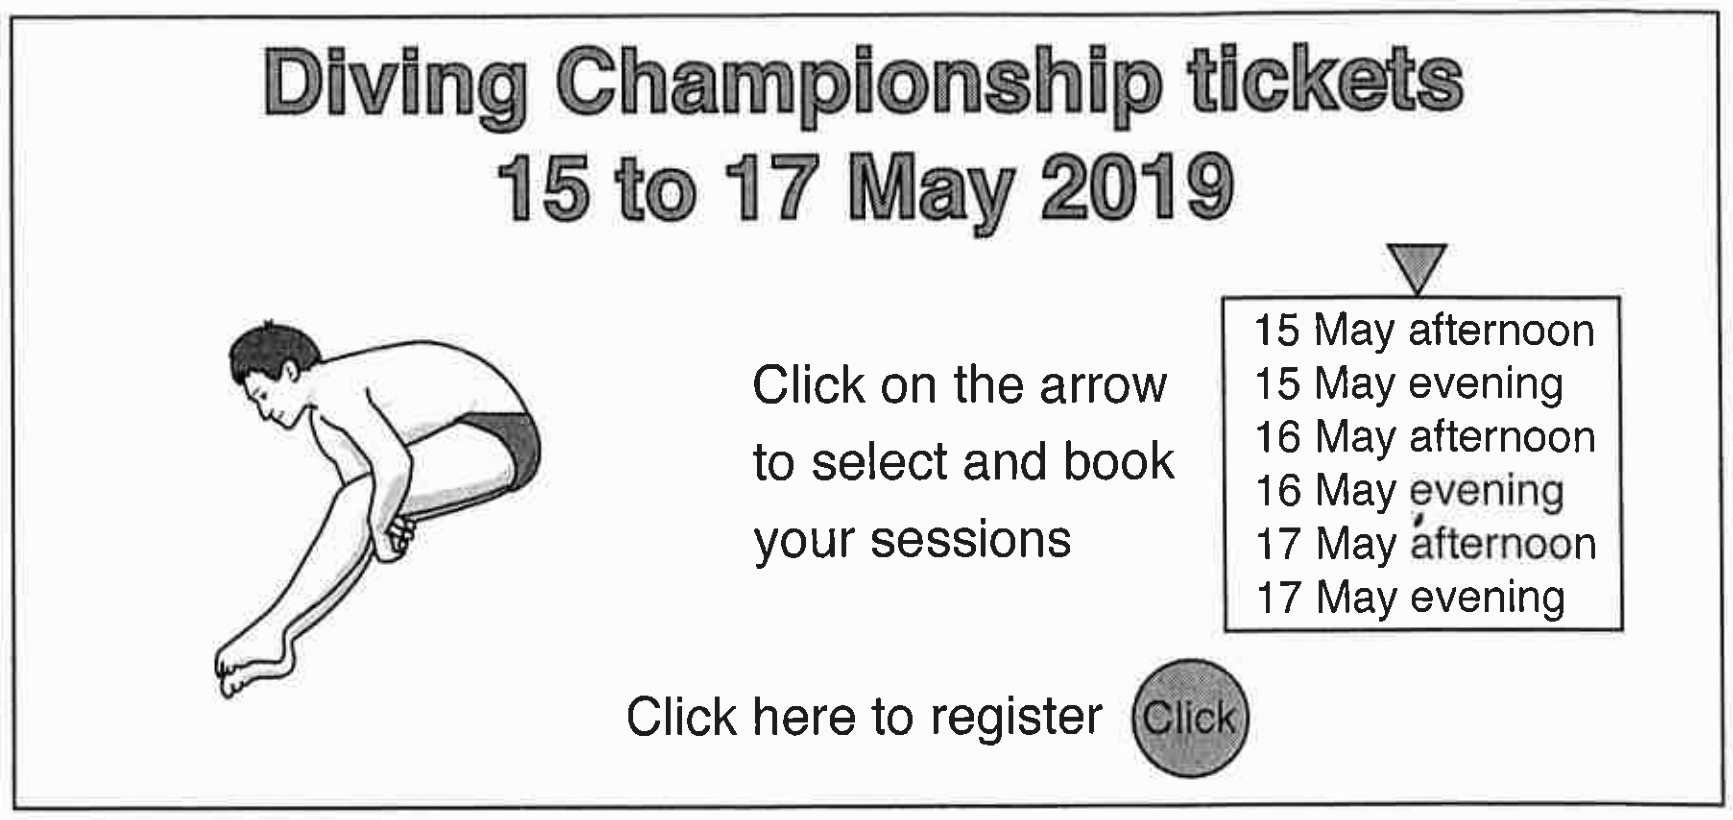 Diving Championship tickets
15 to 17 May 2019
Click on the arrow
to select and book
your sessions
15 May afternoon
15 May evening
16 May afternoon
16 May evening
17 May afternoon
17 May evening
Click here to register
Click